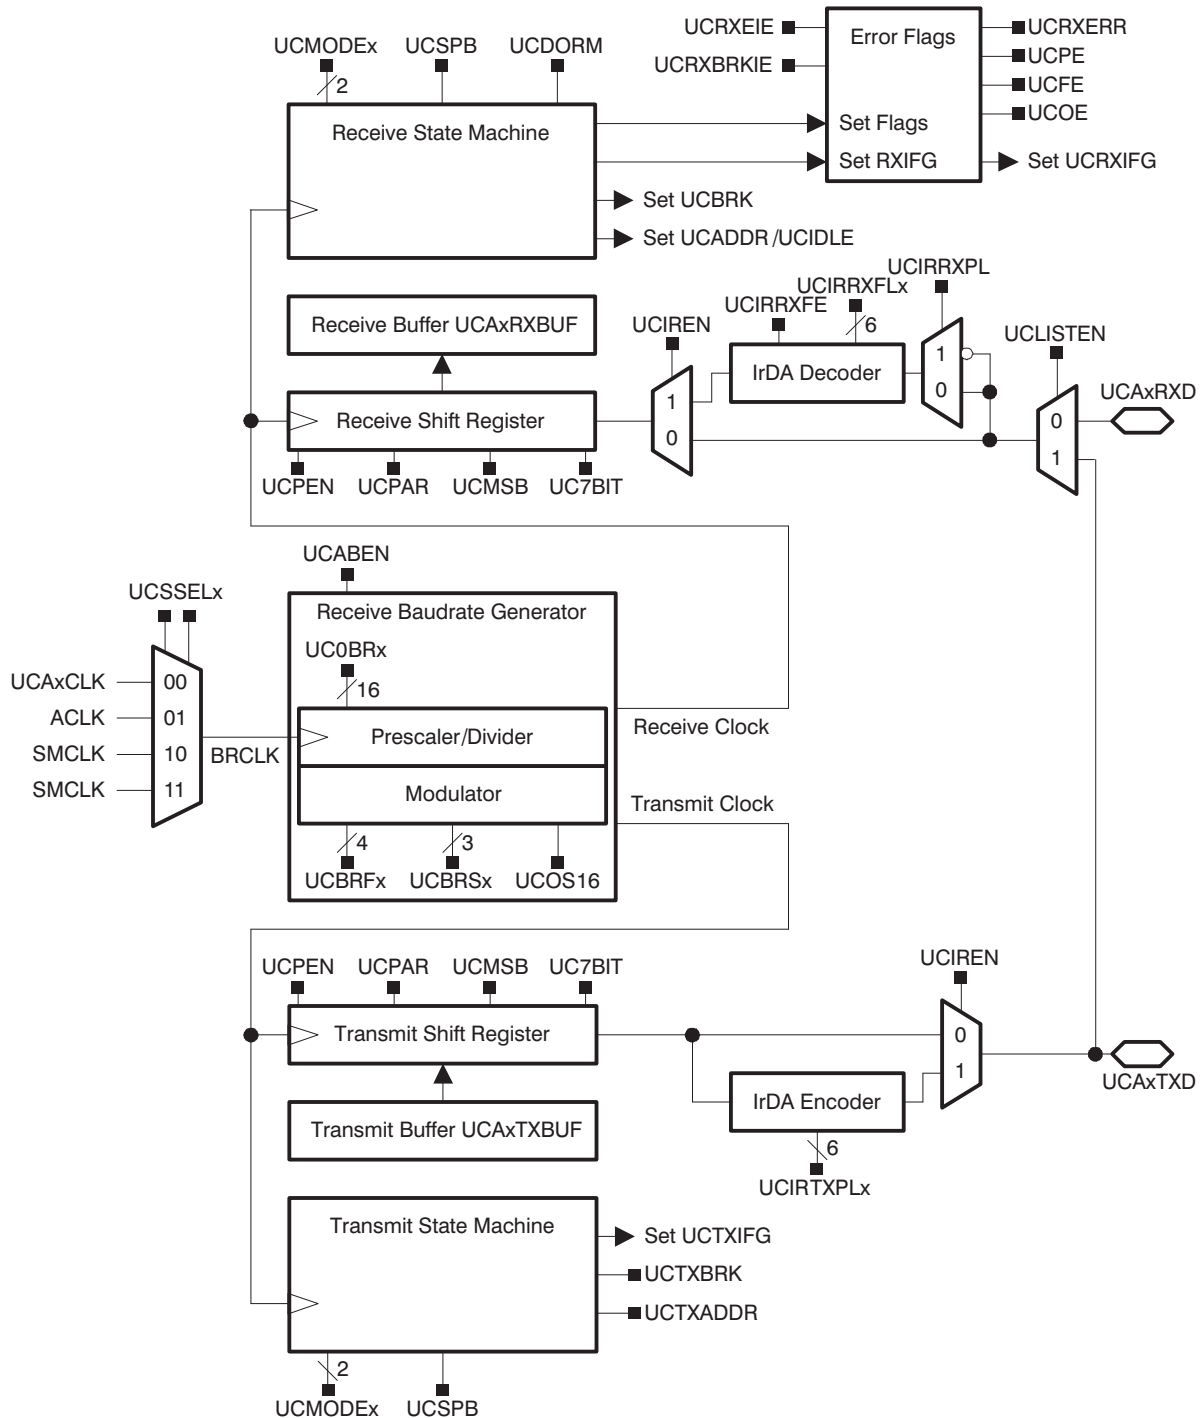 UCMODEx
UCSPB
UCDORM
2
Receive State Machine
UCRXEIE
UCRXBRKIE
Error Flags
Set Flags
Set RXIFG
UCRXERR
UCPE
UCFE
UCOE
Set UCRXIFG
Set UCBRK
Set UCADDR /UCIDLE
Receive Buffer UCAxRXBUF
Receive Shift Register
UCPEN
UCPAR
UCMSB
UC7BIT
UCIREN
1
0
UCIRRXFE
UCIRRXFLx
6
IrDA Decoder
UCIRRXPL
1
0
UCLISTEN
0
1
UCAxRXD
UCABEN
Receive Baudrate Generator
UC0BRx
16
Prescaler/Divider
Modulator
4
3
UCBRFx
UCBRSx
UCOS16
UCSSELx
UCAxCLK
00
ACLK
01
SMCLK
10
SMCLK
11
BRCLK
Receive Clock
Transmit Clock
UCPEN
UCPAR
UCMSB
UC7BIT
Transmit Shift Register
Transmit Buffer UCAxTXBUF
UCIREN
0
1
IrDA Encoder
6
UCIRTXPLx
UCAxTXD
Transmit State Machine
Set UCTXIFG
UCTXBRK
UCTXADDR
2
UCMODEx
UCSPB